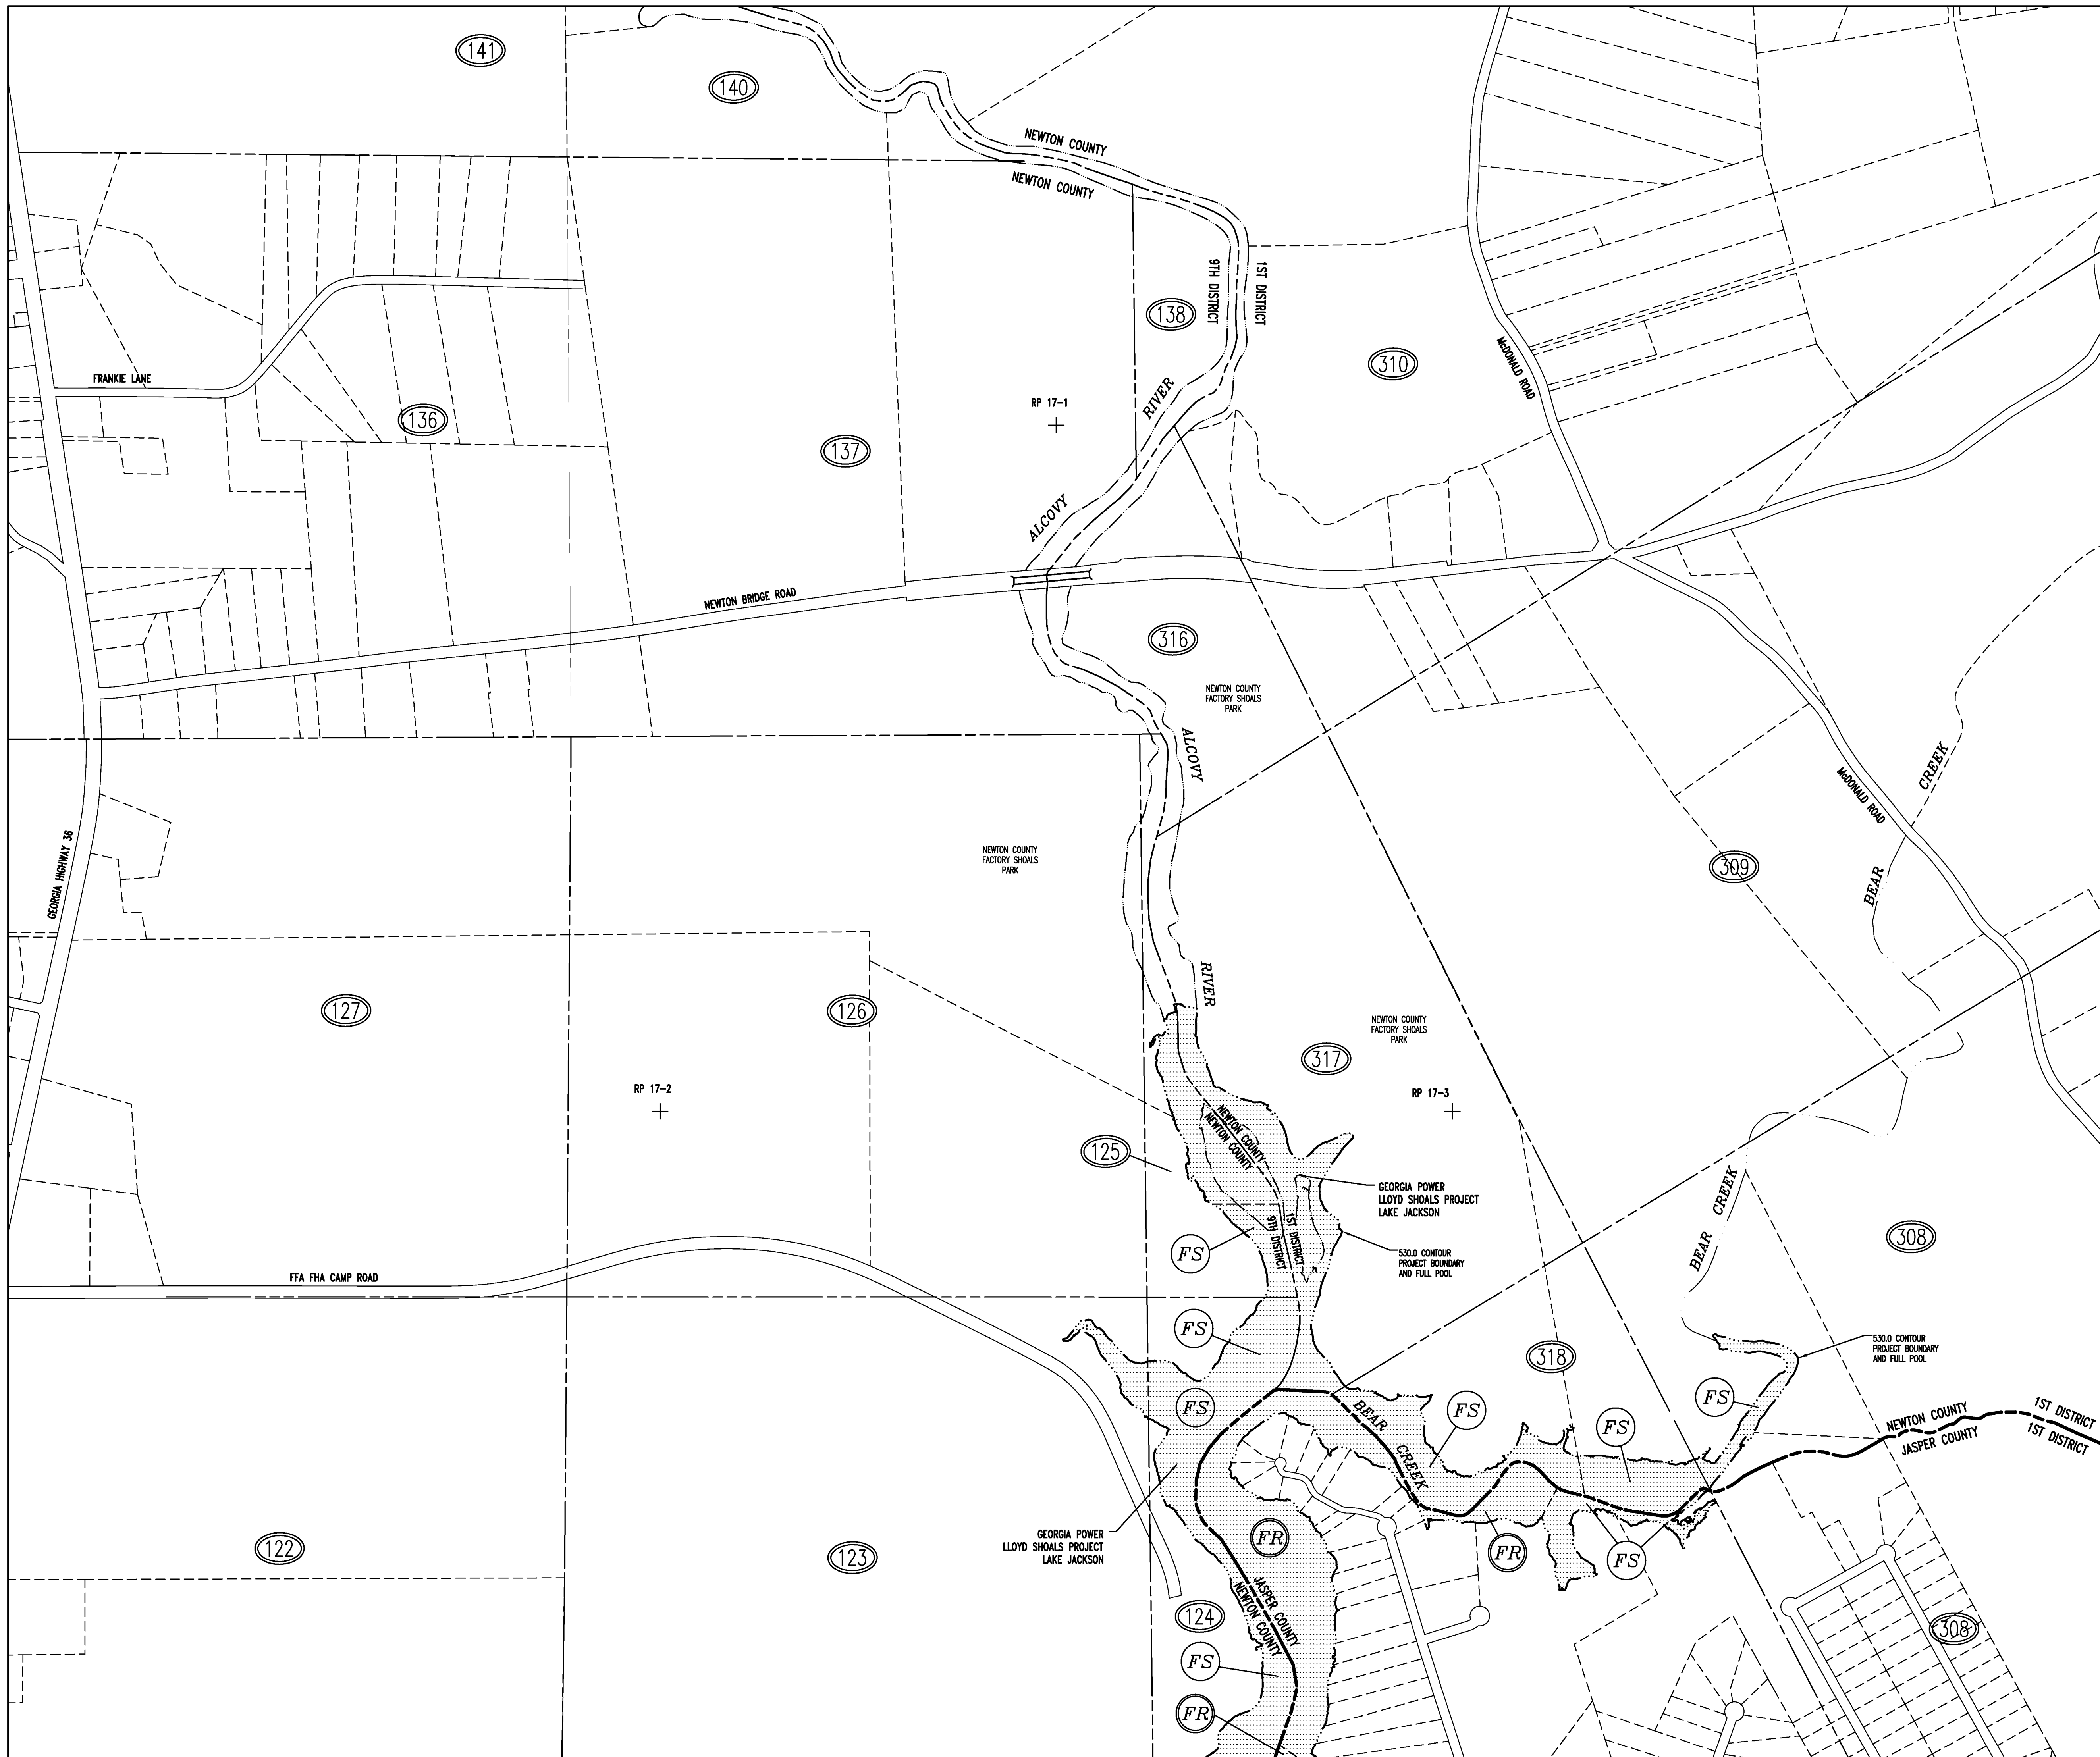 141
140
NEWTON COUNTY
NEWTON COUNTY
9TH DISTRICT
1ST DISTRICT
138
310
McDONALD ROAD
FRANKIE LANE
136
137
RP 17-1
RIVER
ALCOVY
NEWTON BRIDGE ROAD
316
NEWTON COUNTY
FACTORY SHOALS
PARK
ALCOVY
CREEK
McDONALD ROAD
GEORGIA HIGHWAY 36
NEWTON COUNTY
FACTORY SHOALS
PARK
309
BEAR
RIVER
127
126
NEWTON COUNTY
FACTORY SHOALS
PARK
317
RP 17-2
RP 17-3
NEWTON COUNTY
NEWTON COUNTY
125
GEORGIA POWER
LLOYD SHOALS PROJECT
LAKE JACKSON
BEAR CREEK
1ST DISTRICT
9TH DISTRICT
FS
308
530.0 CONTOUR
PROJECT BOUNDARY
AND FULL POOL
FFA FHA CAMP ROAD
FS
318
530.0 CONTOUR
PROJECT BOUNDARY
AND FULL POOL
FS
BEAR
CREEK
FS
FS
FS
NEWTON COUNTY
JASPER COUNTY
1ST DISTRICT
1ST DISTRICT
GEORGIA POWER
LLOYD SHOALS PROJECT
LAKE JACKSON
FR
FR
FS
122
123
JASPER COUNTY
NEWTON COUNTY
124
308
FS
FR